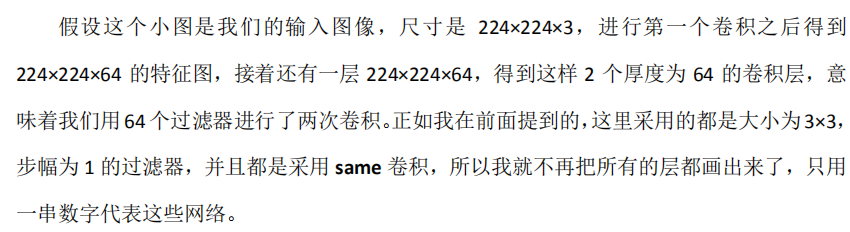 假设这个小图是我们的输入图像，尺寸是 224×224×3，进行第一个卷积之后得到
224×224×64 的特征图，接着还有一层 224×224×64，得到这样 2 个厚度为 64 的卷积层，意
味着我们用 64 个过滤器进行了两次卷积。正如我在前面提到的，这里采用的都是大小为 3×3，
步幅为 1 的过滤器，并且都是采用 same 卷积，所以我就不再把所有的层都画出来了，只用
一串数字代表这些网络。